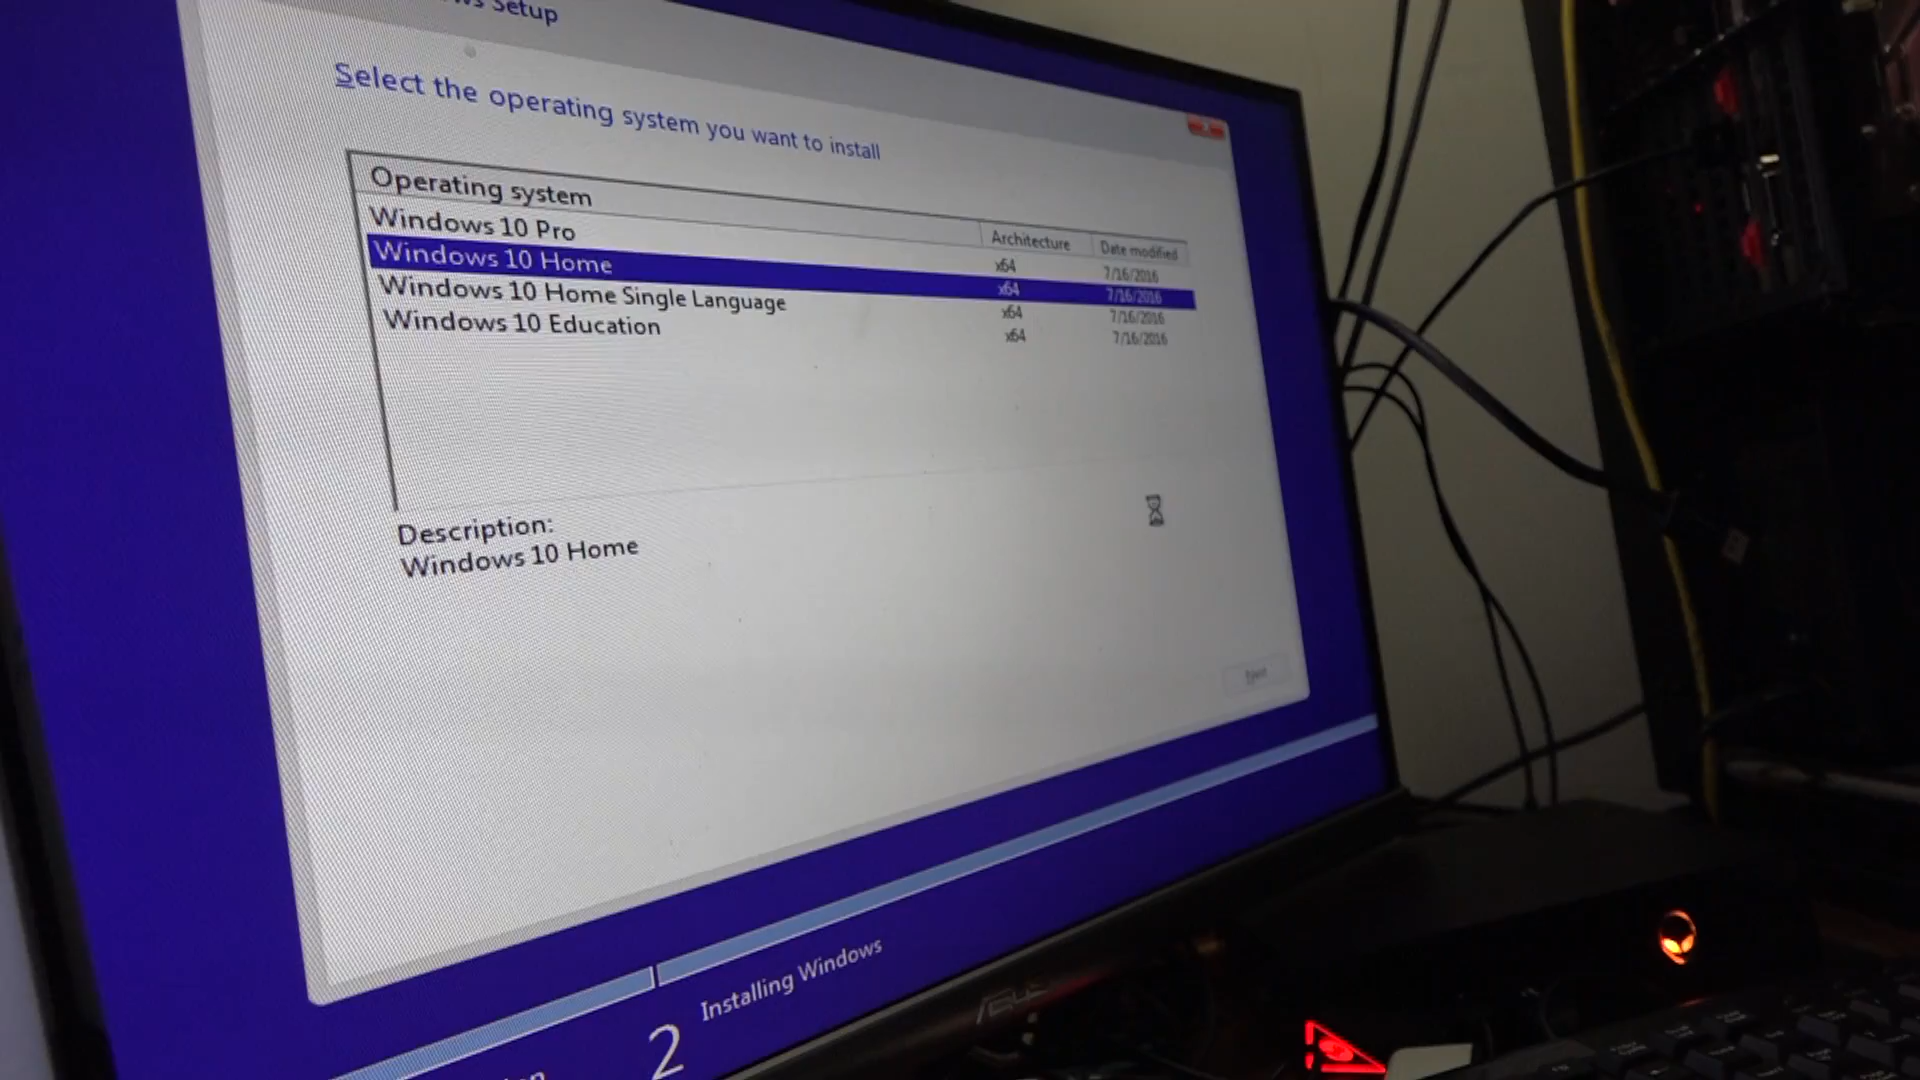 Setup
Select the operating system you want to install
Operating system Architecture Date modified
Windows 10 Pro x64 7/16/2016
Windows 10 Home x64 7/16/2016
Windows 10 Home Single Language x64 7/16/2016
Windows 10 Education x64 7/16/2016
Description:
Windows 10 Home
Next
2 Installing Windows
ASUS